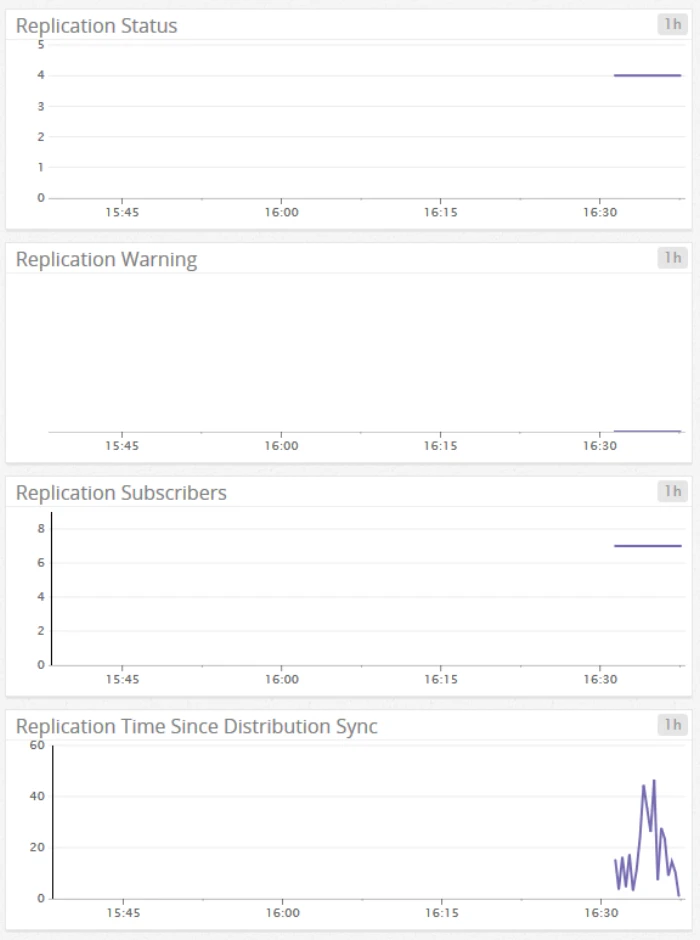 Replication Status 1h
5
4
3
2
1
0
15:45 16:00 16:15 16:30
Replication Warning 1h
15:45 16:00 16:15 16:30
Replication Subscribers 1h
8
6
4
2
0
15:45 16:00 16:15 16:30
Replication Time Since Distribution Sync 1h
60
40
20
0
15:45 16:00 16:15 16:30